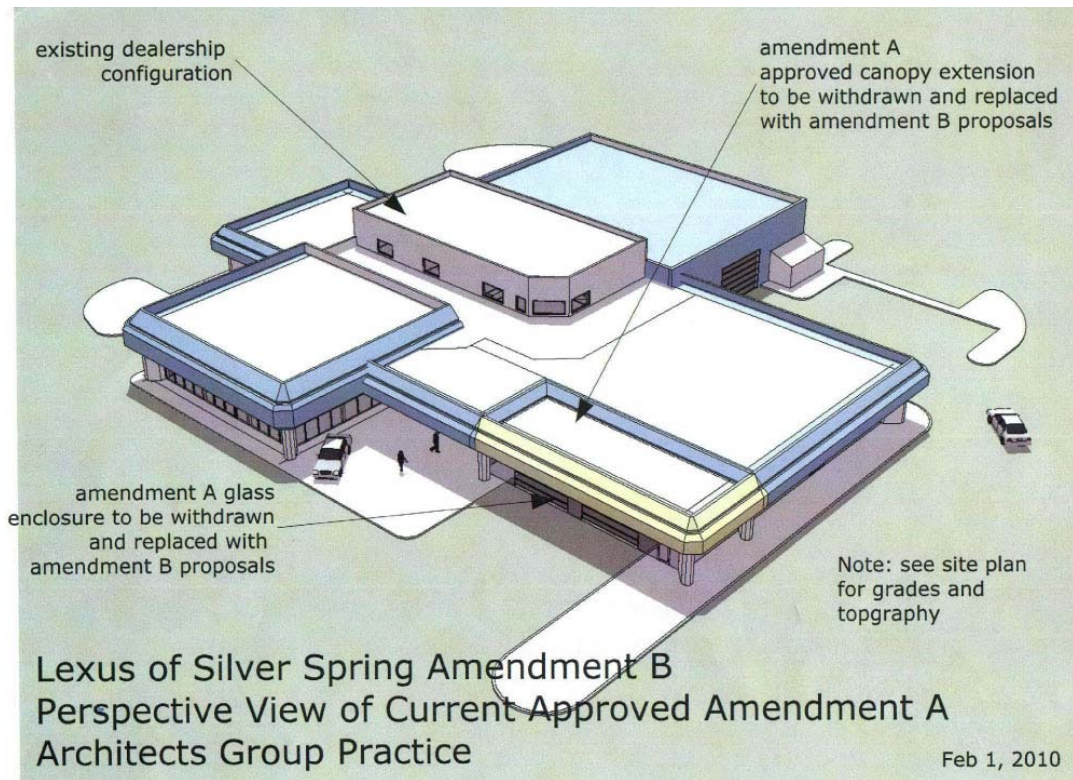 existing dealership
configuration
amendment A
approved canopy extension
to be withdrawn and replaced
with amendment B proposals
amendment A glass
enclosure to be withdrawn
and replaced with
amendment B proposals
Note: see site plan
for grades and
topgraphy
Lexus of Silver Spring Amendment B
Perspective View of Current Approved Amendment A
Architects Group Practice
Feb 1, 2010